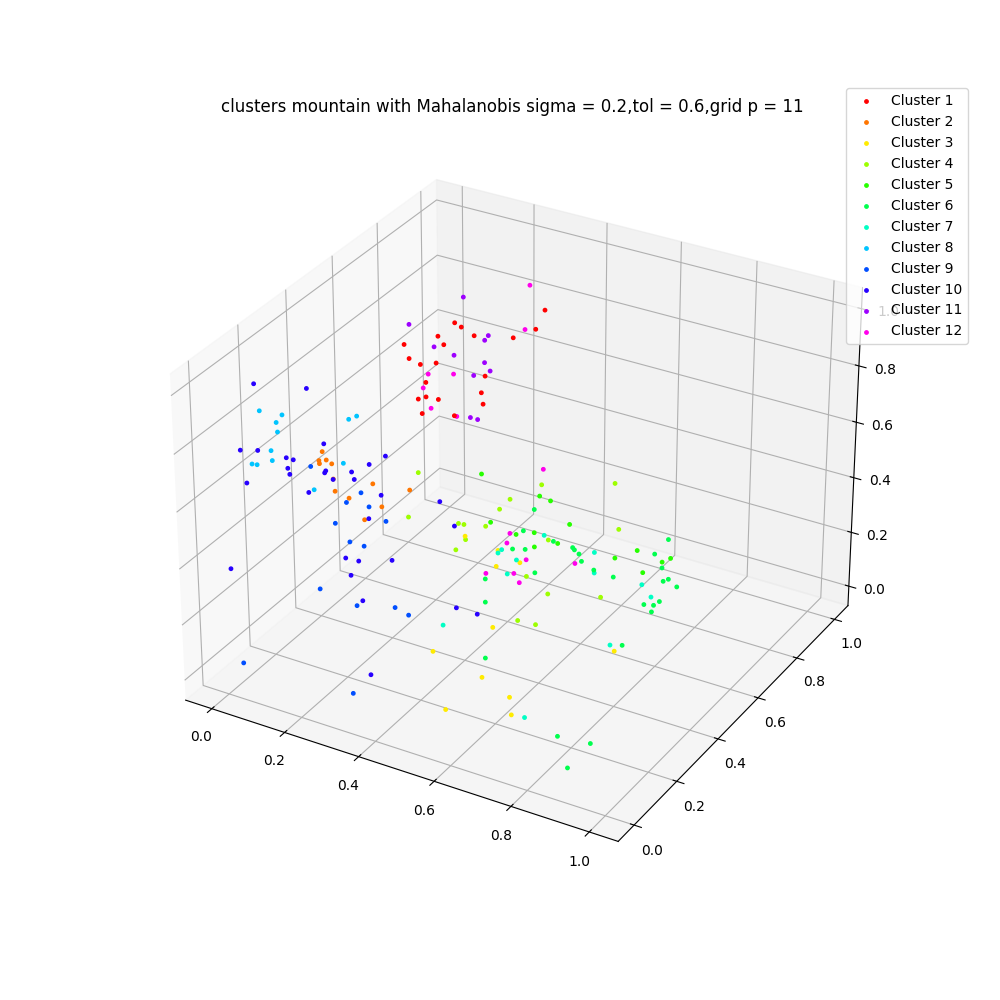 clusters mountain with Mahalanobis sigma = 0.2,tol = 0.6,grid p = 11
Cluster 1
Cluster 2
Cluster 3
Cluster 4
Cluster 5
Cluster 6
Cluster 7
Cluster 8
Cluster 9
Cluster 10
Cluster 11
Cluster 12
0.8
0.6
0.4
0.2
0.0
1.0
0.8
0.6
0.4
0.2
0.0
0.0
0.2
0.4
0.6
0.8
1.0